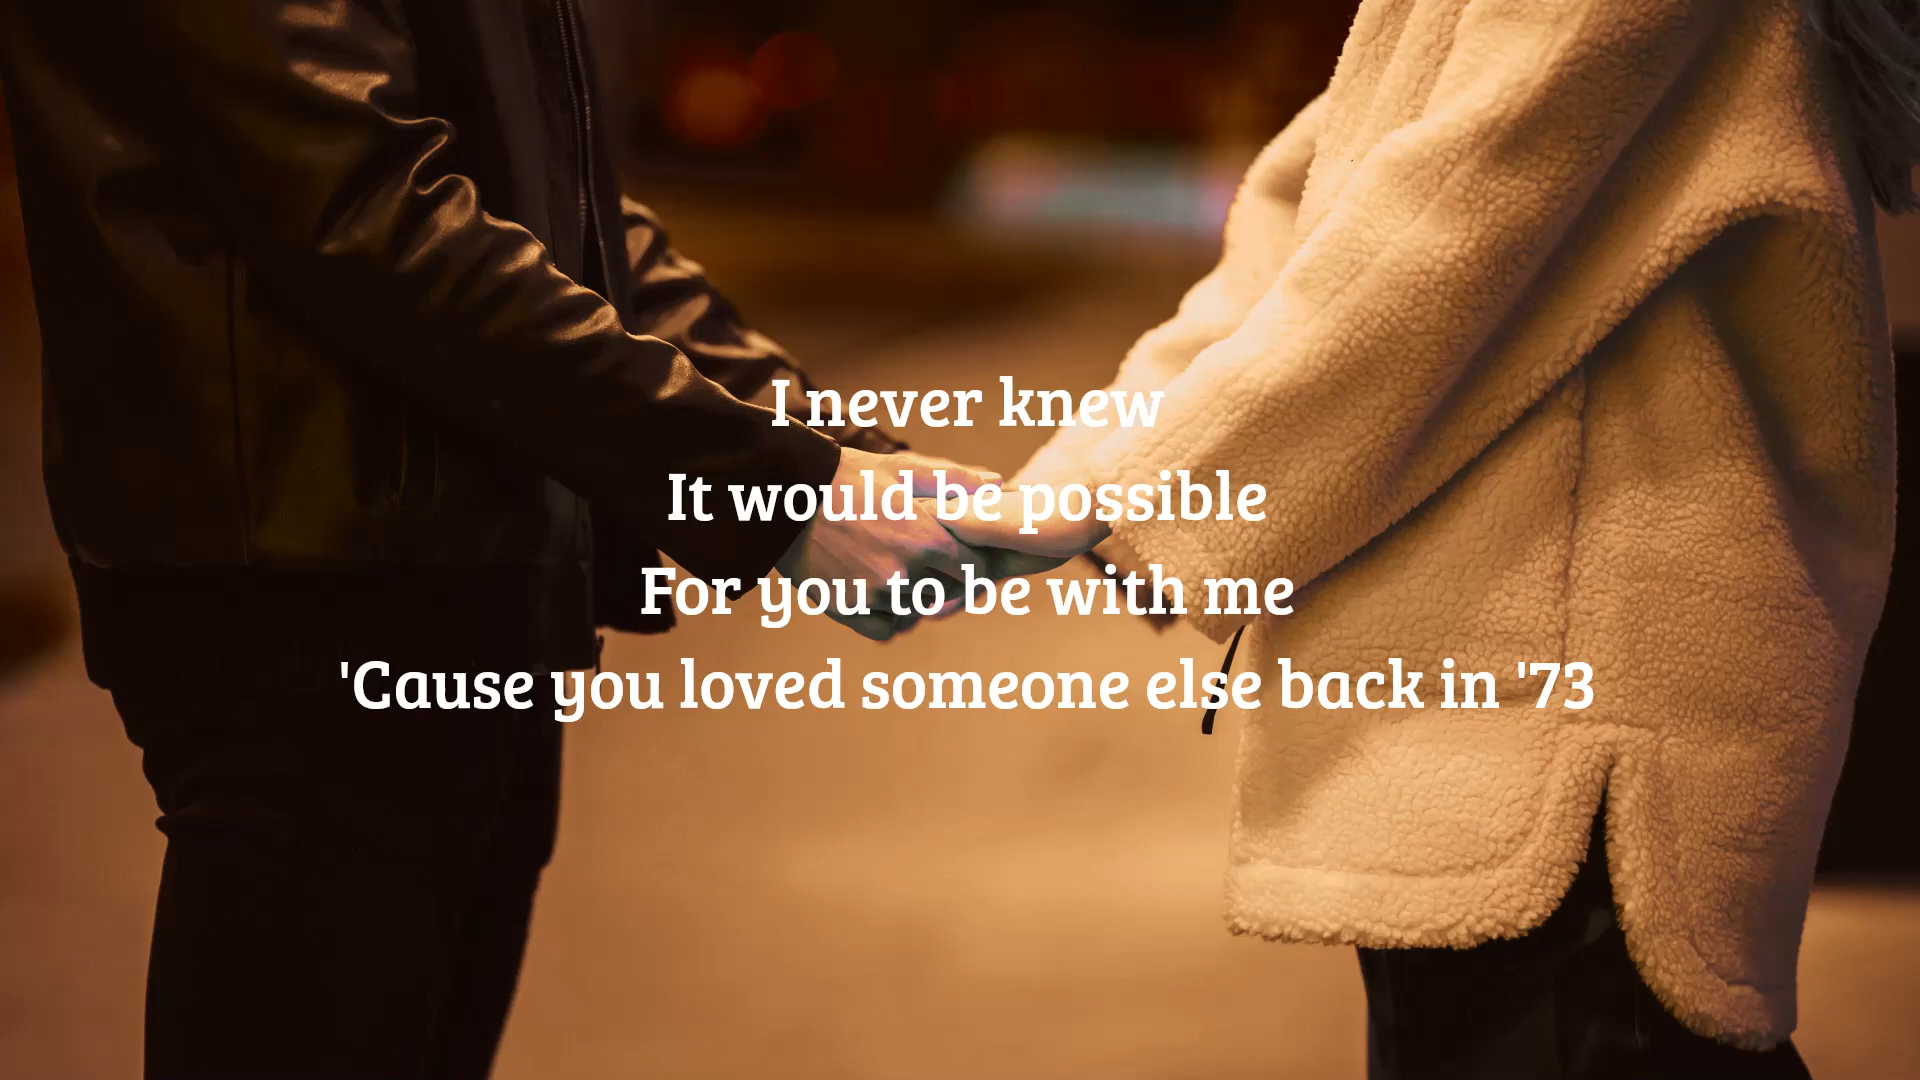 I never knew
It would be possible
For you to be with me
'Cause you loved someone else back in '73